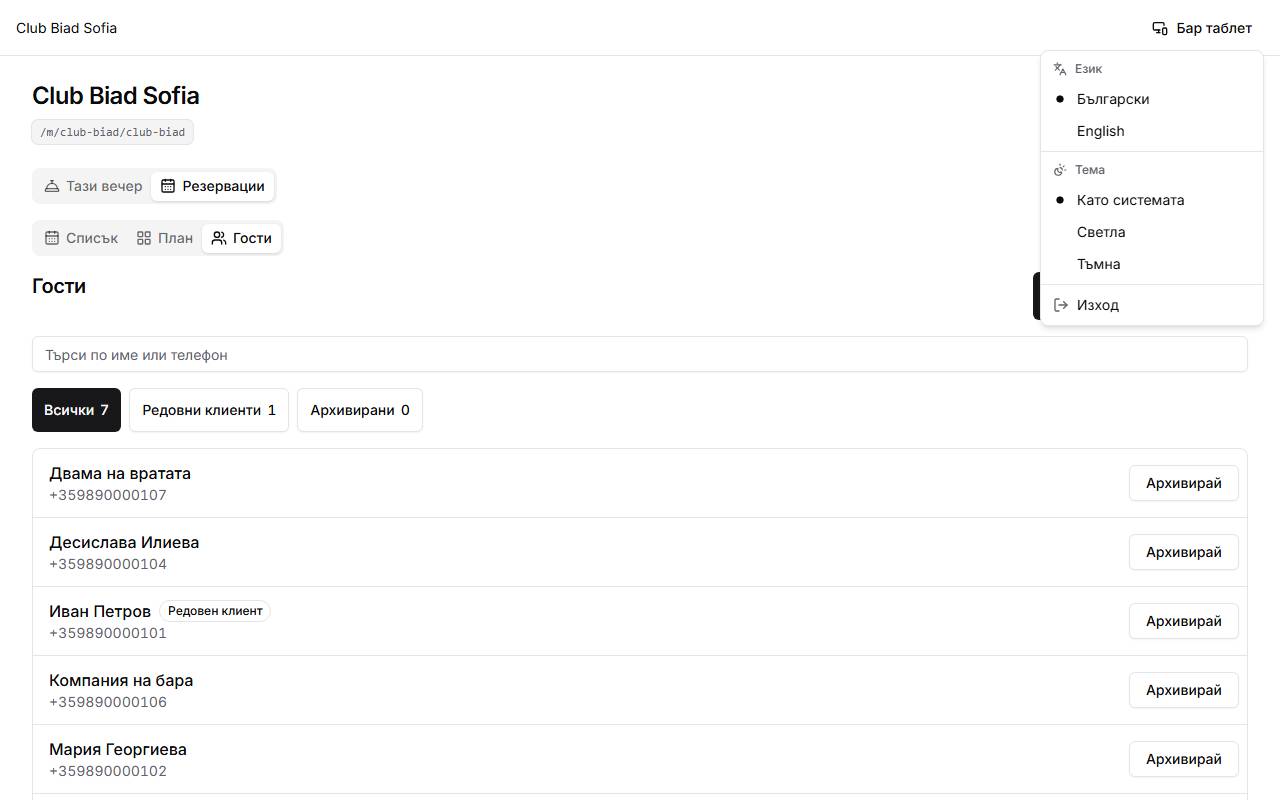 Club Biad Sofia
Бар таблет
Език
Български
English
Тема
Като системата
Светла
Тъмна
Изход
Club Biad Sofia
/m/club-biad/club-biad
Тази вечер
Резервации
Списък
План
Гости
Гости
Търси по име или телефон
Всички 7
Редовни клиенти 1
Архивирани 0
Двама на вратата
+359890000107
Архивирай
Десислава Илиева
+359890000104
Архивирай
Иван Петров
Редовен клиент
+359890000101
Архивирай
Компания на бара
+359890000106
Архивирай
Мария Георгиева
+359890000102
Архивирай